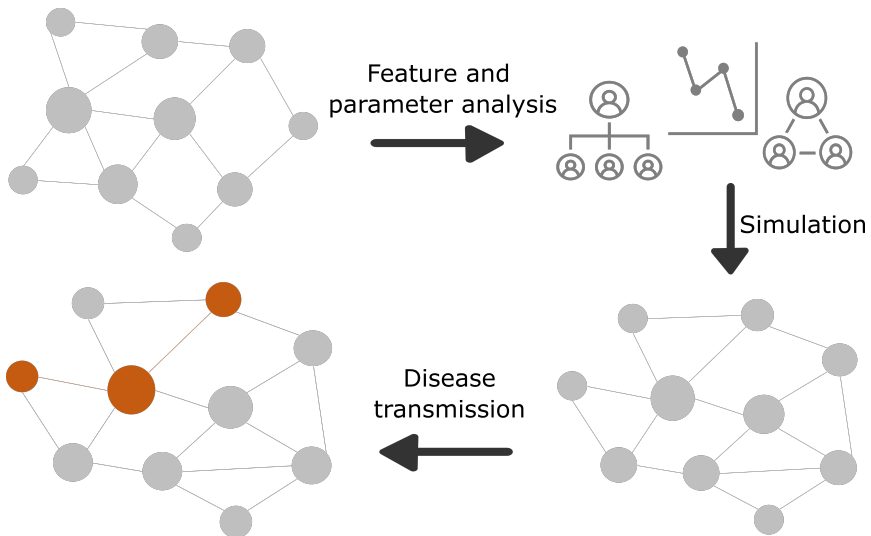 Feature and
parameter analysis
Simulation
Disease
transmission